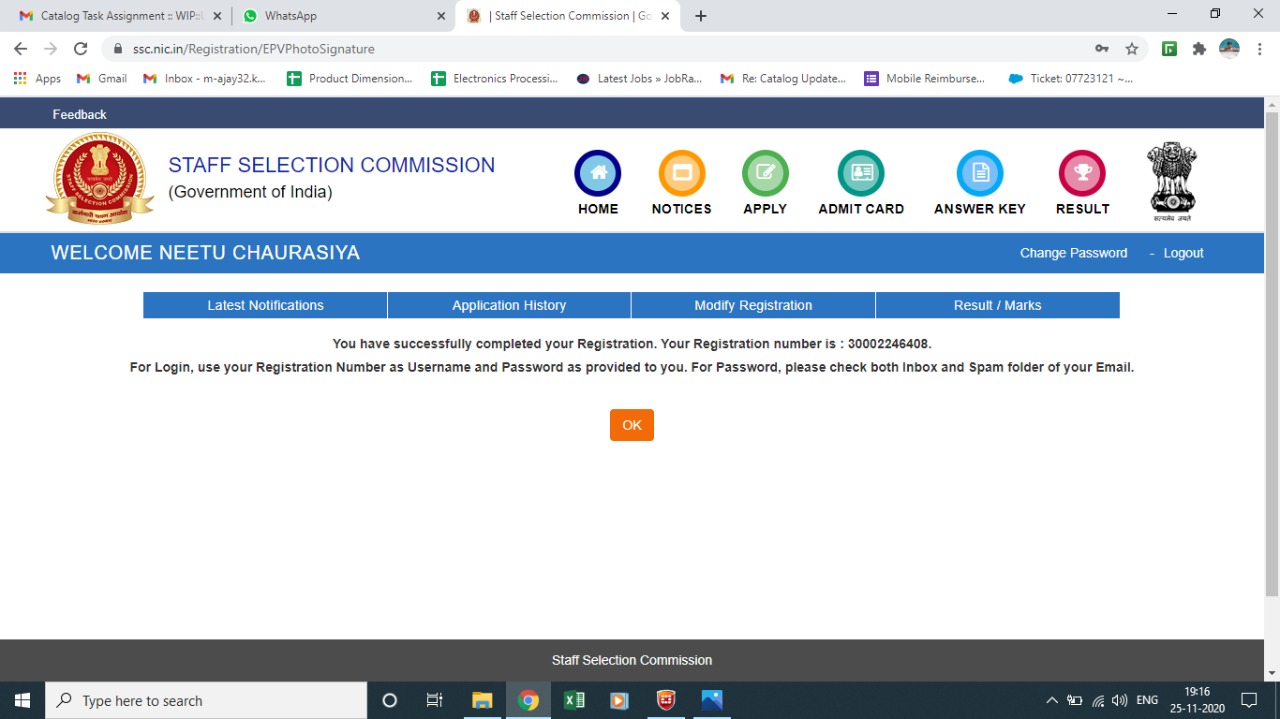 Catalog Task Assignment :: WIP::
WhatsApp
| Staff Selection Commission | Go
ssc.nic.in/Registration/EPVPhotoSignature
Apps
Gmail
Inbox - m-ajay32.k...
Product Dimension...
Electronics Processi...
Latest Jobs » JobRa...
Re: Catalog Update...
Mobile Reimburse...
Ticket: 07723121 ~...
Feedback
STAFF SELECTION COMMISSION
(Government of India)
HOME
NOTICES
APPLY
ADMIT CARD
ANSWER KEY
RESULT
सत्यमेव जयते
WELCOME NEETU CHAURASIYA
Change Password - Logout
Latest Notifications
Application History
Modify Registration
Result / Marks
You have successfully completed your Registration. Your Registration number is : 30002246408.
For Login, use your Registration Number as Username and Password as provided to you. For Password, please check both Inbox and Spam folder of your Email.
OK
Staff Selection Commission
Type here to search
ENG
19:16
25-11-2020